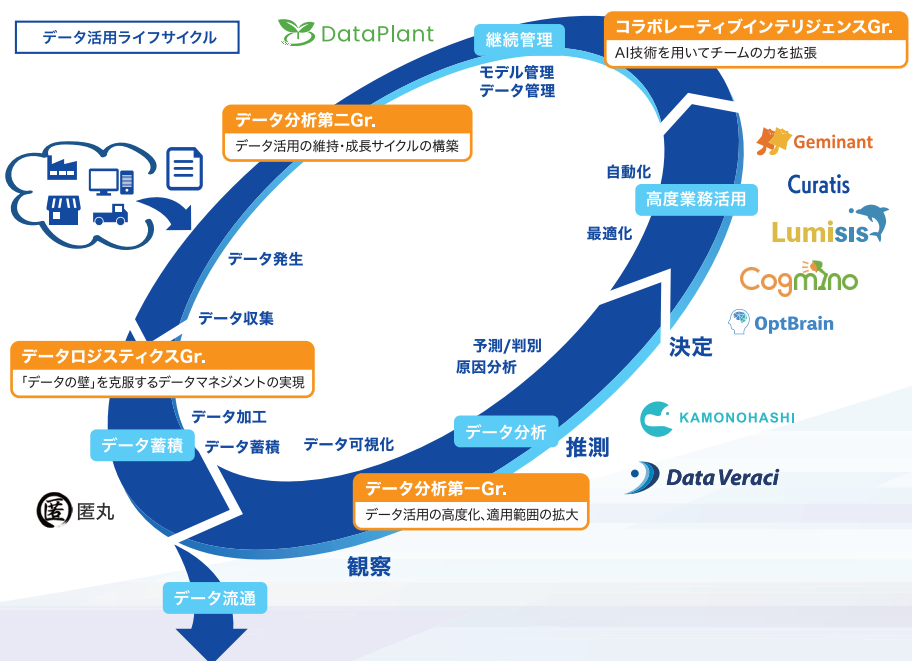 データ活用ライフサイクル
DataPlant
継続管理
モデル管理
データ管理
コラボレーティブインテリジェンスGr.
AI技術を用いてチームの力を拡張
データ分析第二Gr.
データ活用の維持・成長サイクルの構築
Geminant
自動化
Curatis
高度業務活用
最適化
Lumisis
データ発生
Cogmino
データ収集
OptBrain
予測/判別
決定
データロジスティクスGr.
「データの壁」を克服するデータマネジメントの実現
原因分析
データ加工
KAMONOHASHI
データ蓄積
データ蓄積
データ可視化
データ分析
推測
Data Veraci
データ分析第一Gr.
データ活用の高度化、適用範囲の拡大
匿
匿丸
観察
データ流通